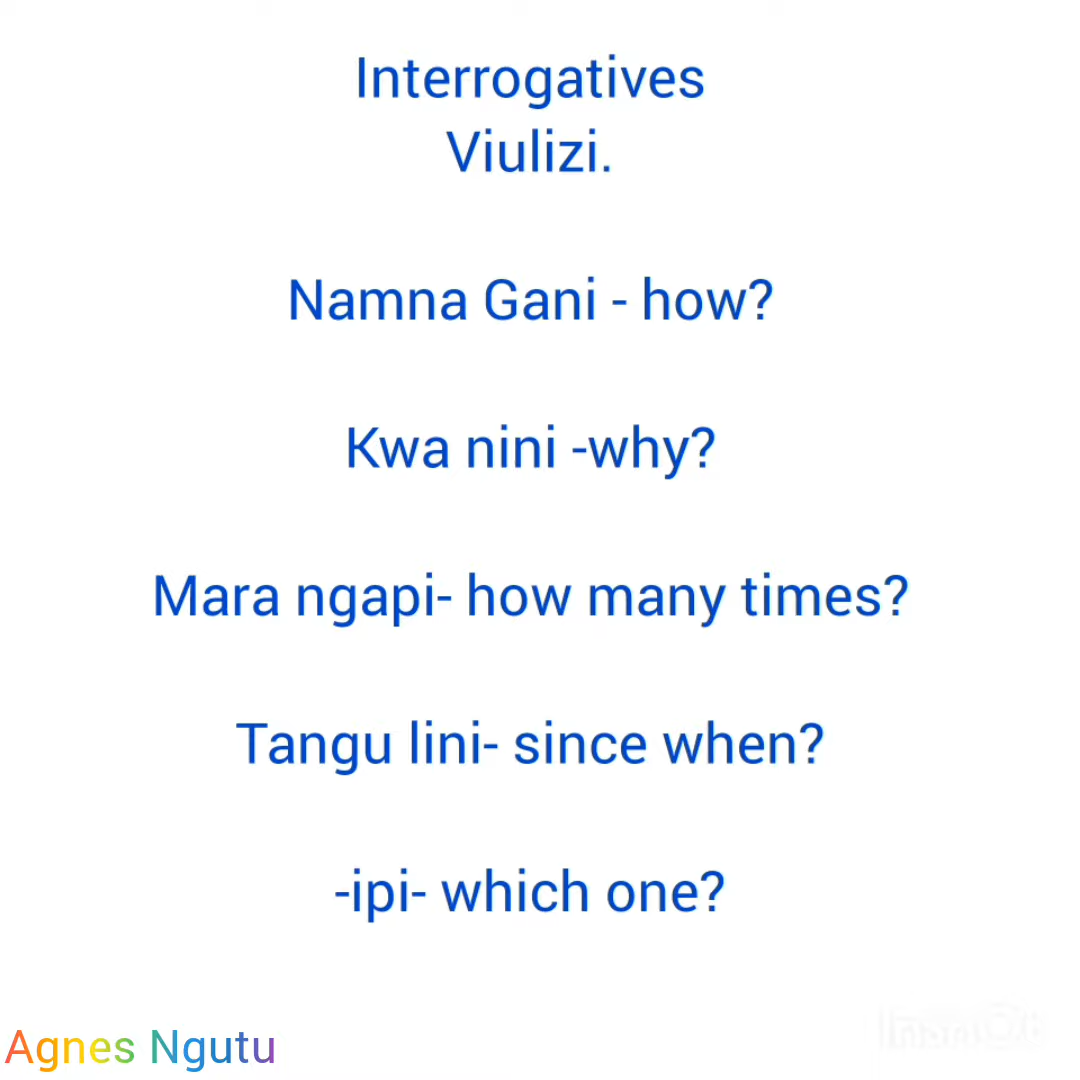 Interrogatives
Viulizi.
Namna Gani - how?
Kwa nini -why?
Mara ngapi- how many times?
Tangu lini- since when?
-ipi- which one?
Agnes Ngutu